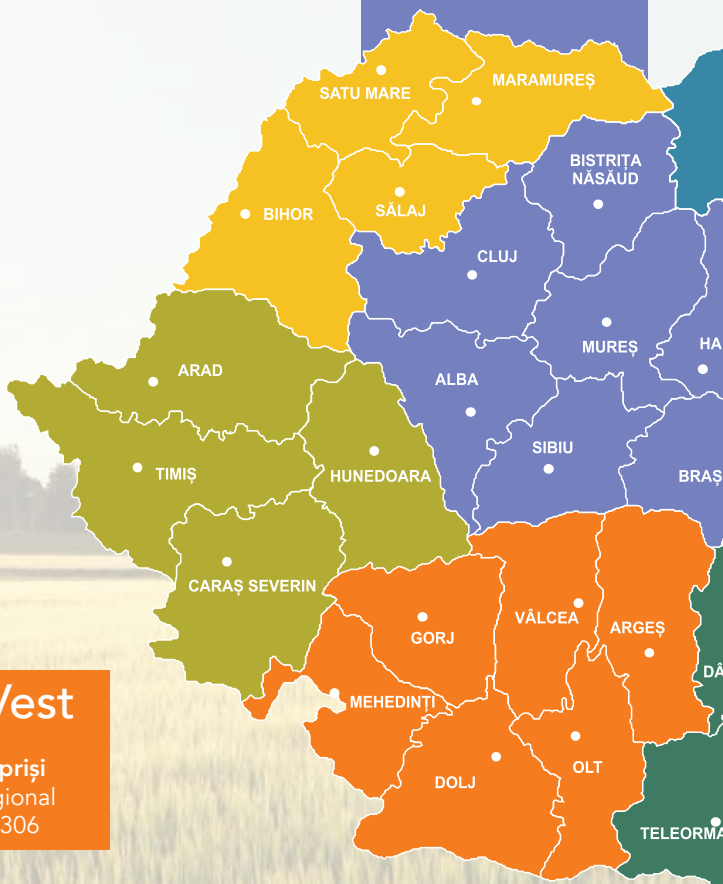 SATU MARE
MARAMUREȘ
BISTRIȚA
NĂSĂUD
BIHOR
SĂLAJ
CLUJ
MUREȘ
HA
ARAD
ALBA
SIBIU
TIMIȘ
HUNEDOARA
BRAȘ
CARAȘ SEVERIN
VÂLCEA
ARGEȘ
GORJ
DÂ
MEHEDINȚI
DOLJ
OLT
TELEORMA
Vest
priși
gional
306